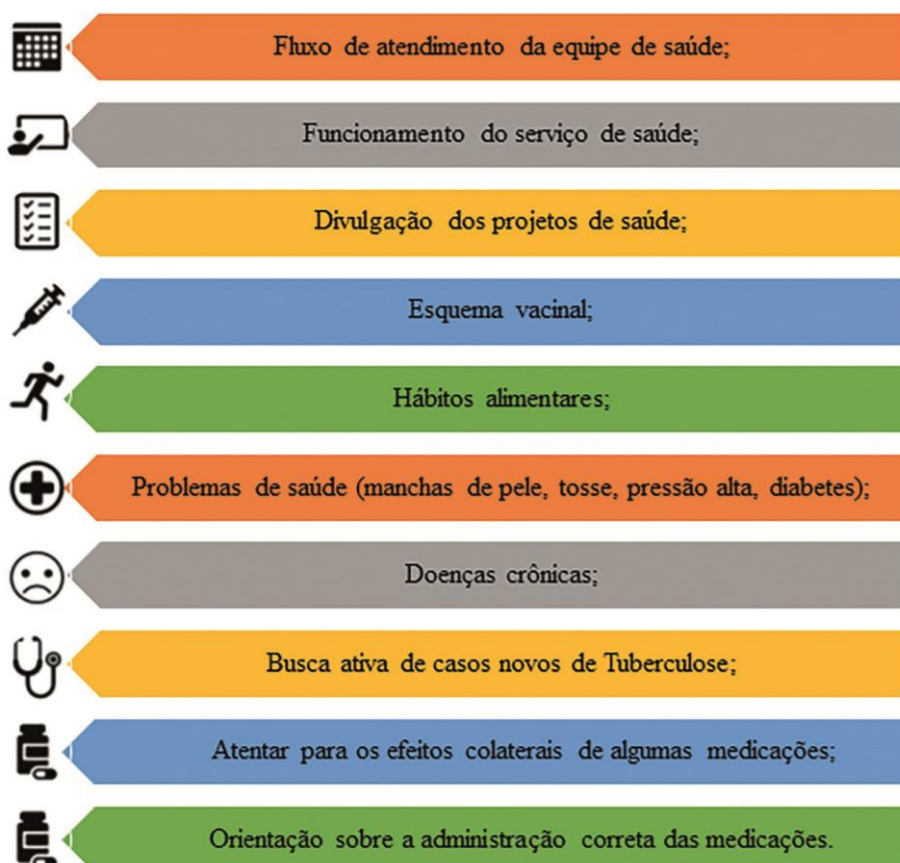 Fluxo de atendimento da equipe de saúde;
Funcionamento do serviço de saúde;
Divulgação dos projetos de saúde;
Esquema vacinal;
Hábitos alimentares;
Problemas de saúde (manchas de pele, tosse, pressão alta, diabetes);
Doenças crônicas;
Busca ativa de casos novos de Tuberculose;
Atentar para os efeitos colaterais de algumas medicações;
Orientação sobre a administração correta das medicações.